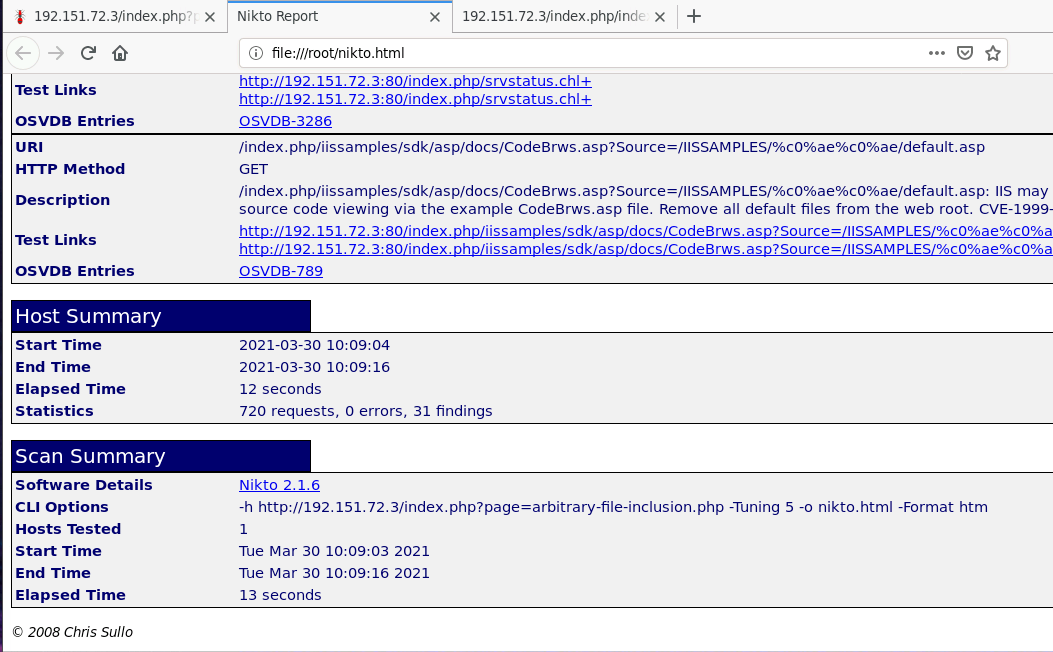 192.151.72.3/index.php?p
Nikto Report
192.151.72.3/index.php/inde
file:///root/nikto.html
Test Links
http://192.151.72.3:80/index.php/srvstatus.chl+
http://192.151.72.3:80/index.php/srvstatus.chl+
OSVDB Entries OSVDB-3286
URI /index.php/iissamples/sdk/asp/docs/CodeBrws.asp?Source=/IISSAMPLES/%c0%ae%c0%ae/default.asp
HTTP Method GET
Description
/index.php/iissamples/sdk/asp/docs/CodeBrws.asp?Source=/IISSAMPLES/%c0%ae%c0%ae/default.asp: IIS may
source code viewing via the example CodeBrws.asp file. Remove all default files from the web root. CVE-1999-
Test Links
http://192.151.72.3:80/index.php/iissamples/sdk/asp/docs/CodeBrws.asp?Source=/IISSAMPLES/%c0%ae%c0%a
http://192.151.72.3:80/index.php/iissamples/sdk/asp/docs/CodeBrws.asp?Source=/IISSAMPLES/%c0%ae%c0%a
OSVDB Entries OSVDB-789
Host Summary
Start Time 2021-03-30 10:09:04
End Time 2021-03-30 10:09:16
Elapsed Time 12 seconds
Statistics 720 requests, 0 errors, 31 findings
Scan Summary
Software Details Nikto 2.1.6
CLI Options -h http://192.151.72.3/index.php?page=arbitrary-file-inclusion.php -Tuning 5 -o nikto.html -Format htm
Hosts Tested 1
Start Time Tue Mar 30 10:09:03 2021
End Time Tue Mar 30 10:09:16 2021
Elapsed Time 13 seconds
© 2008 Chris Sullo